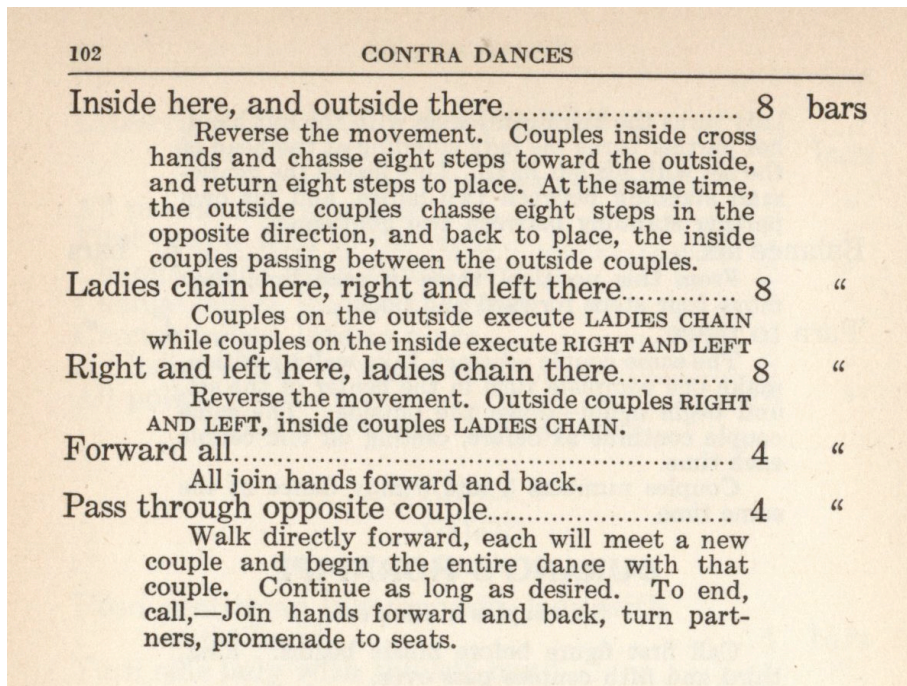 102 CONTRA DANCES
Inside here, and outside there........................... 8 bars
Reverse the movement. Couples inside cross
hands and chasse eight steps toward the outside,
and return eight steps to place. At the same time,
the outside couples chasse eight steps in the
opposite direction, and back to place, the inside
couples passing between the outside couples.
Ladies chain here, right and left there............. 8 “
Couples on the outside execute LADIES CHAIN
while couples on the inside execute RIGHT AND LEFT
Right and left here, ladies chain there............. 8 “
Reverse the movement. Outside couples RIGHT
AND LEFT, inside couples LADIES CHAIN.
Forward all.......................................................... 4 “
All join hands forward and back.
Pass through opposite couple............................ 4 “
Walk directly forward, each will meet a new
couple and begin the entire dance with that
couple. Continue as long as desired. To end,
call,—Join hands forward and back, turn part-
ners, promenade to seats.